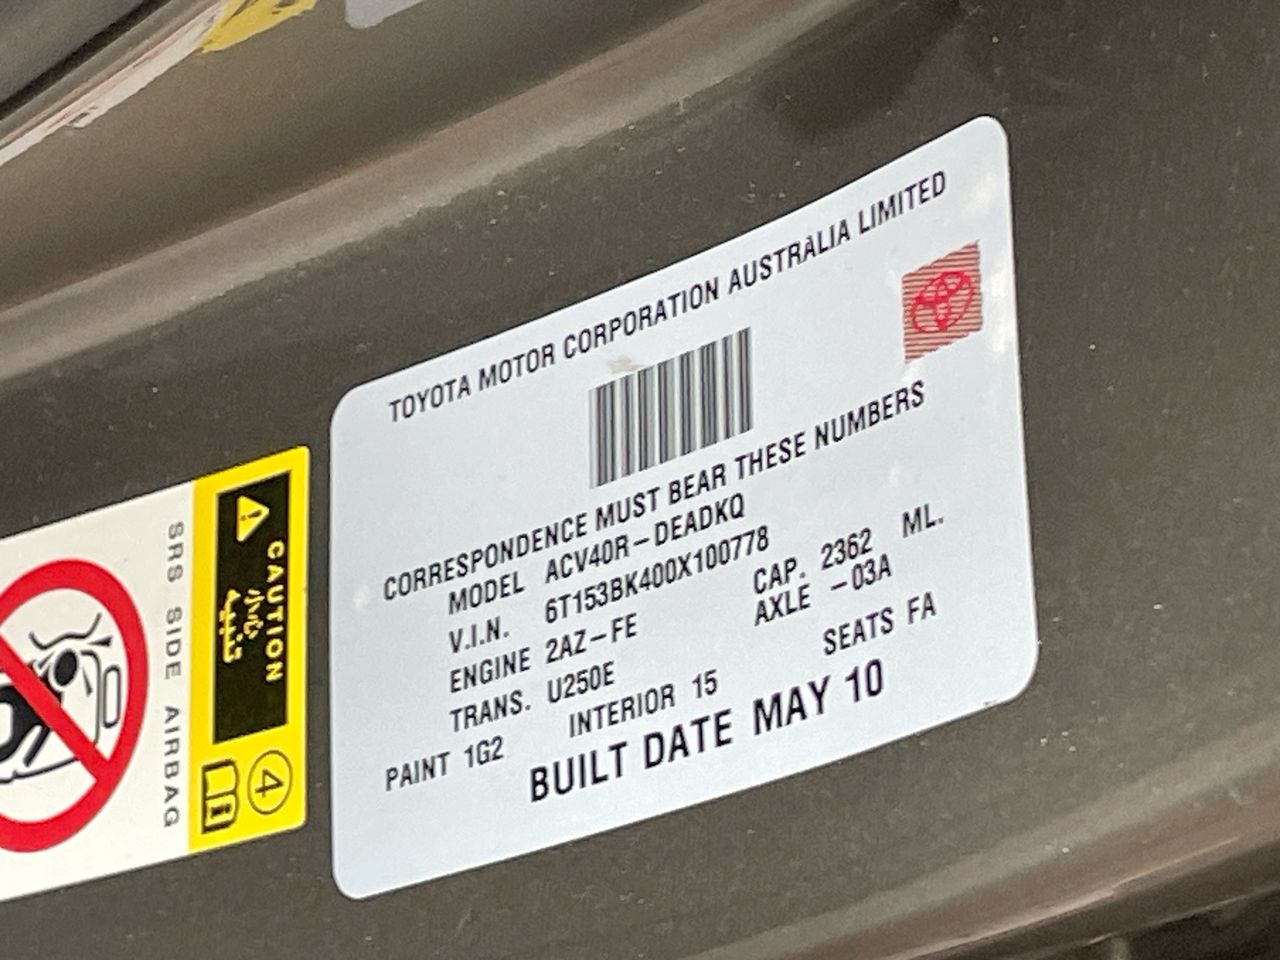 TOYOTA MOTOR CORPORATION AUSTRALIA LIMITED
CORRESPONDENCE MUST BEAR THESE NUMBERS
MODEL ACV40R-DEADKQ
V.I.N. 6T153BK400X100778
ENGINE 2AZ-FE CAP. 2362 ML.
TRANS. U250E AXLE -03A
PAINT 1G2 INTERIOR 15 SEATS FA
BUILT DATE MAY 10
CAUTION
تنبيه
SRS SIDE AIRBAG
4